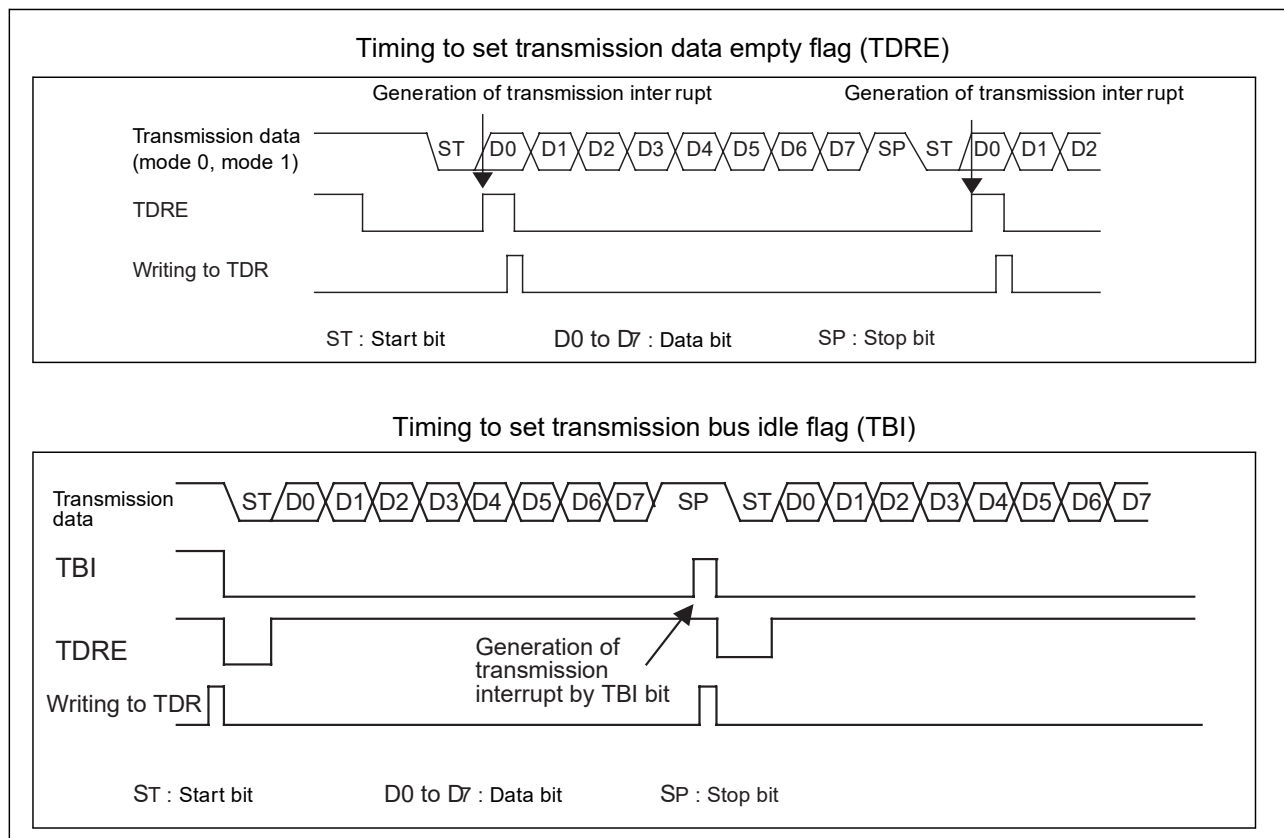 Timing to set transmission data empty flag (TDRE)
Generation of transmission inter rupt Generation of transmission inter rupt
Transmission data
(mode 0, mode 1)
ST D0 D1 D2 D3 D4 D5 D6 D7 SP ST D0 D1 D2
TDRE
Writing to TDR
ST : Start bit D0 to D7 : Data bit SP : Stop bit
Timing to set transmission bus idle flag (TBI)
Transmission
data
ST D0 D1 D2 D3 D4 D5 D6 D7 SP ST D0 D1 D2 D3 D4 D5 D6 D7
TBI
TDRE
Generation of
transmission
interrupt by TBI bit
Writing to TDR
ST : Start bit D0 to D7 : Data bit SP : Stop bit